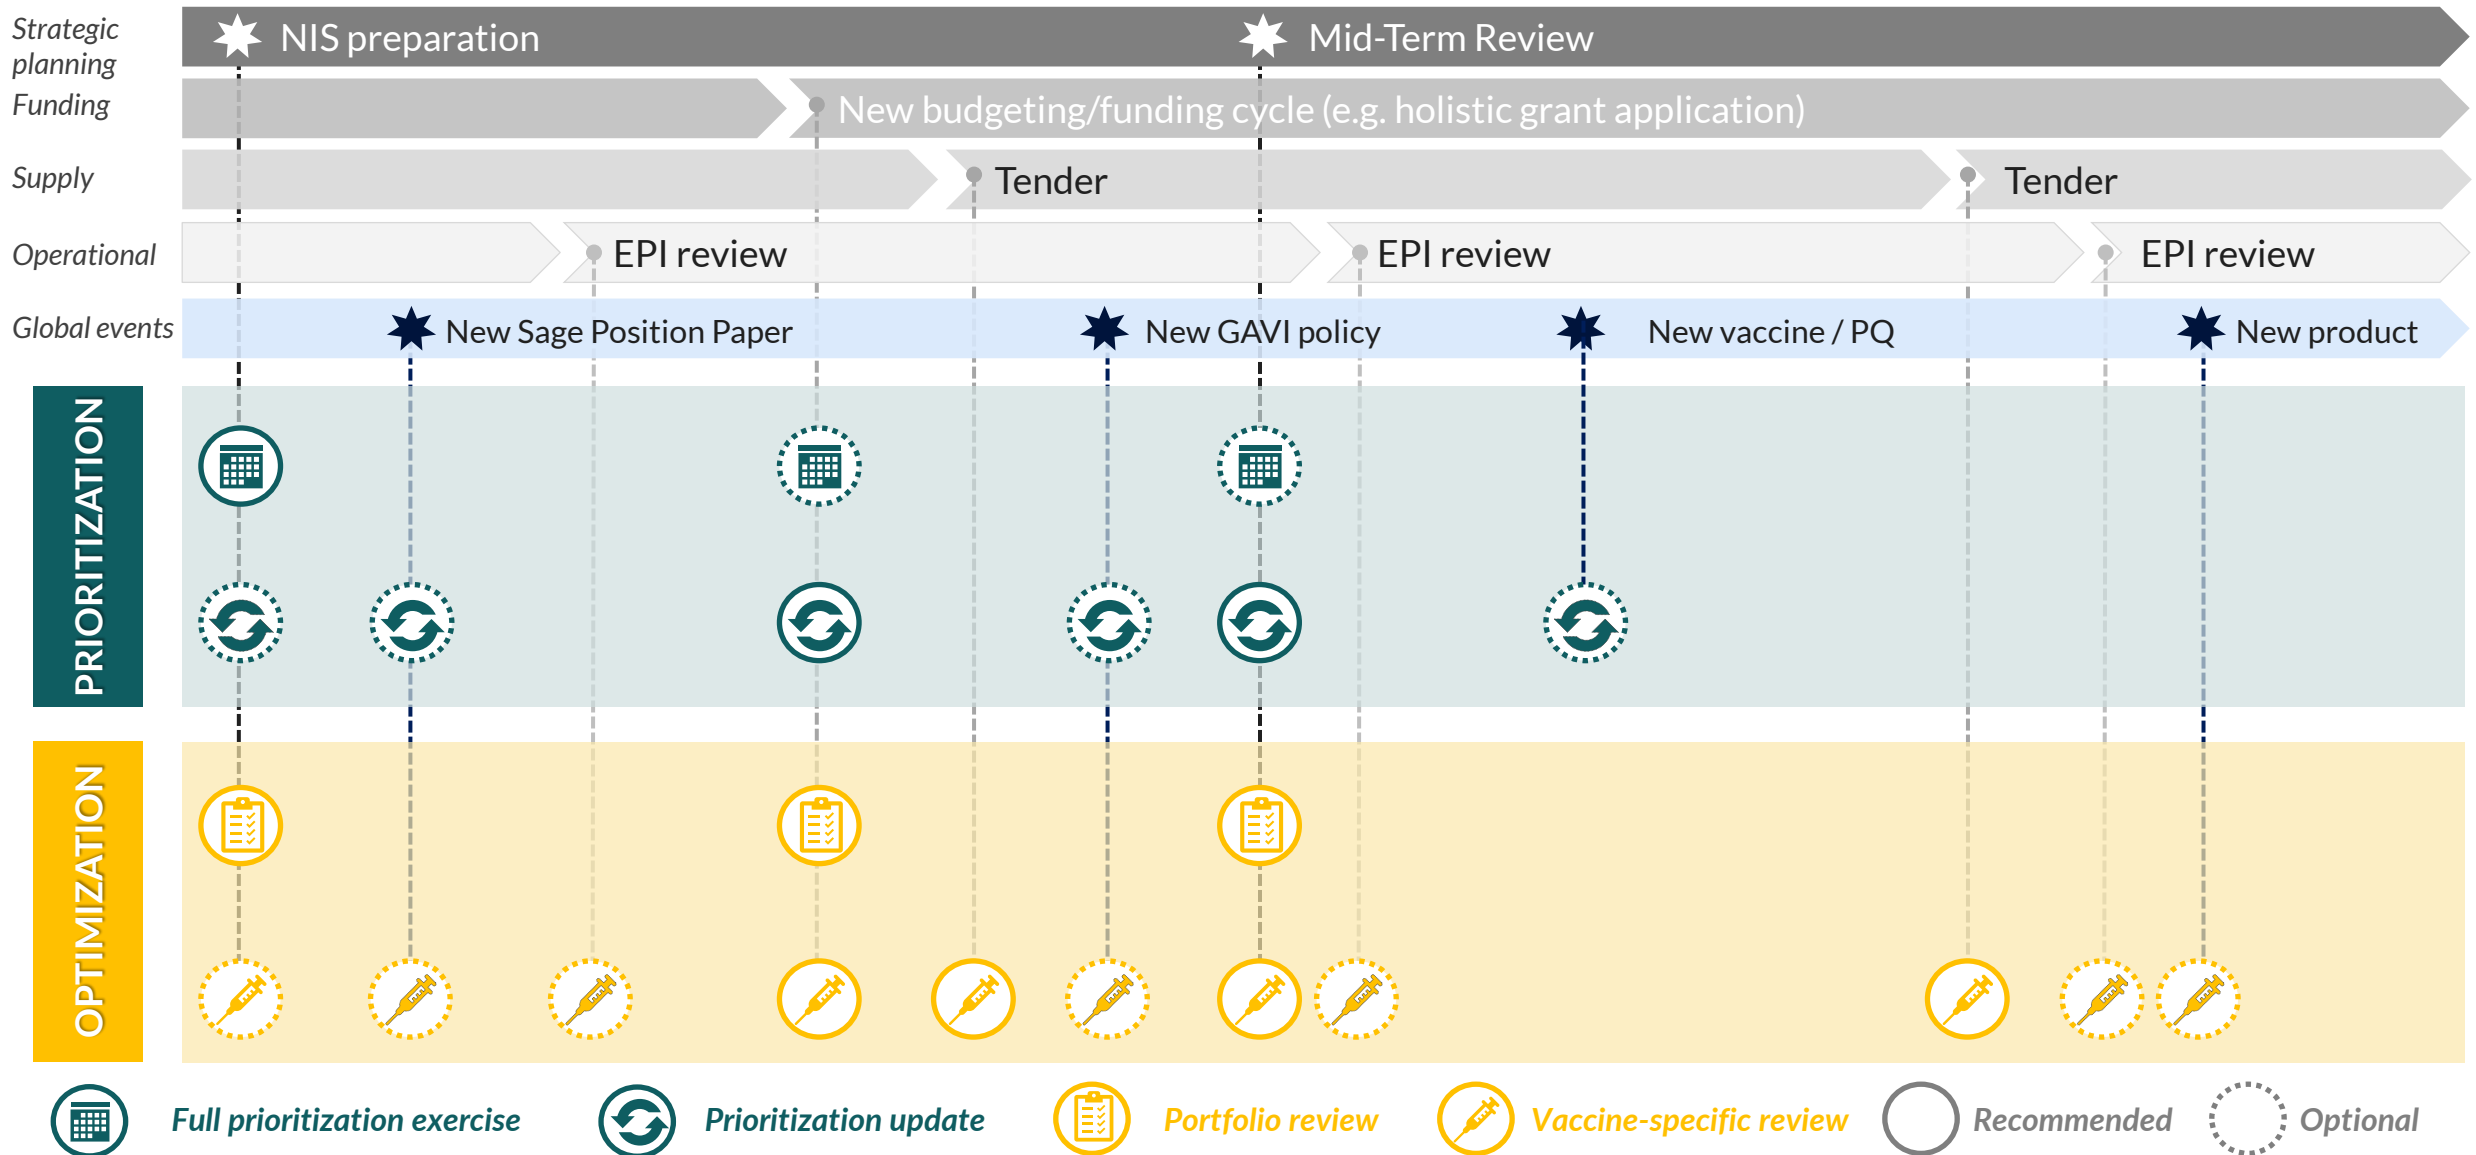 Strategic
planning
NIS preparation
Mid-Term Review
Funding
New budgeting/funding cycle (e.g. holistic grant application)
Supply
Tender
Tender
Operational
EPI review
EPI review
EPI review
Global events
New Sage Position Paper
New GAVI policy
New vaccine / PQ
New product
PRIORITIZATION
OPTIMIZATION
Full prioritization exercise
Prioritization update
Portfolio review
Vaccine-specific review
Recommended
Optional